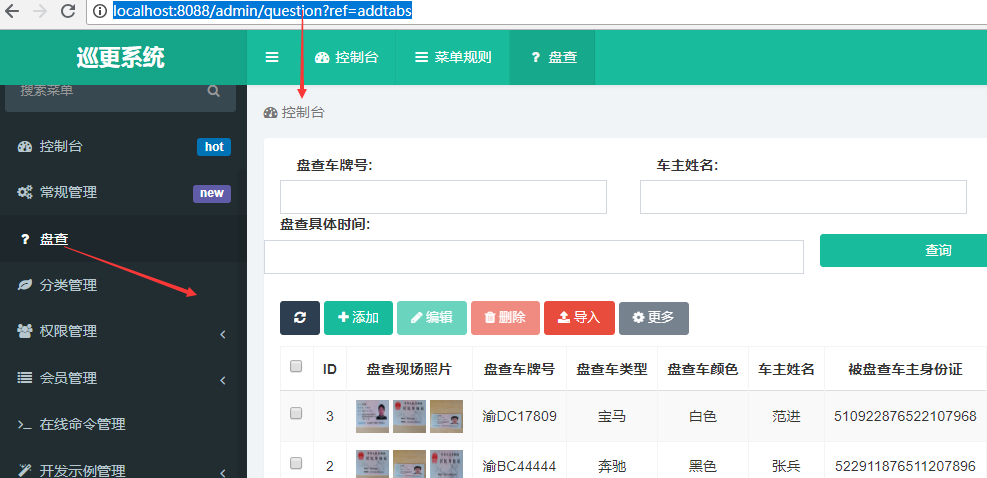 localhost:8088/admin/question?ref=addtabs
巡更系统
控制台
菜单规则
? 盘查
搜索菜单
控制台
控制台 hot
常规管理 new
? 盘查
分类管理
权限管理
会员管理
在线命令管理
开发示例管理
盘查车牌号:
车主姓名:
盘查具体时间:
查询
添加
编辑
删除
导入
更多
ID 盘查现场照片 盘查车牌号 盘查车类型 盘查车颜色 车主姓名 被盘查车主身份证
3 渝DC17809 宝马 白色 范进 510922876522107968
2 渝BC44444 奔驰 黑色 张兵 522911876511207896